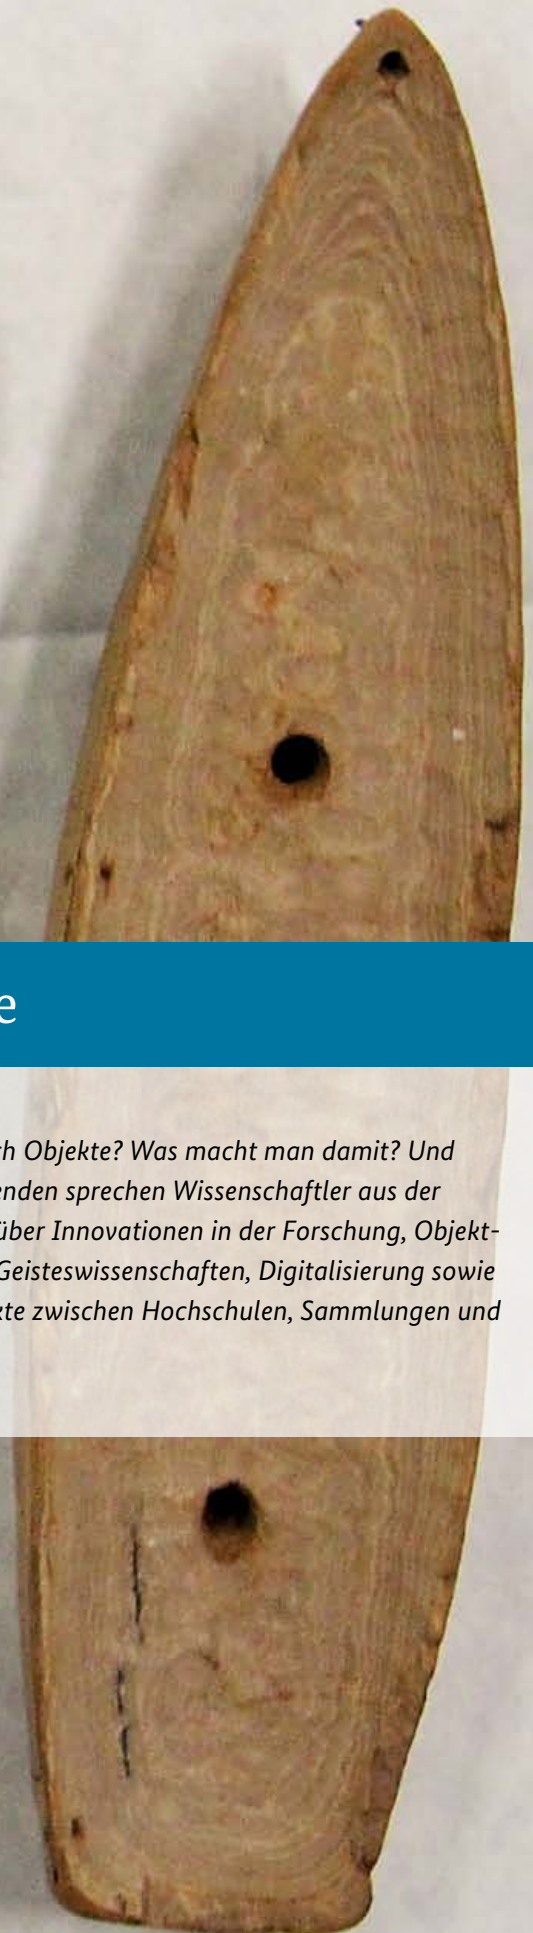 e
ch Objekte? Was macht man damit? Und
enden sprechen Wissenschaftler aus der
über Innovationen in der Forschung, Objekt-
Geisteswissenschaften, Digitalisierung sowie
kte zwischen Hochschulen, Sammlungen und